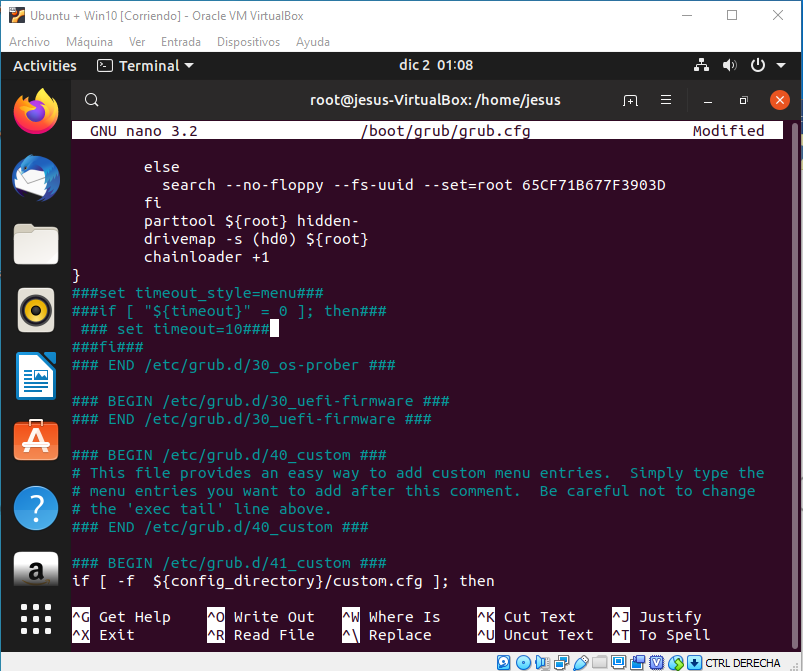 Ubuntu + Win10 [Corriendo] - Oracle VM VirtualBox
Archivo Máquina Ver Entrada Dispositivos Ayuda
Activities Terminal dic 2 01:08
root@jesus-VirtualBox: /home/jesus
GNU nano 3.2 /boot/grub/grub.cfg Modified
else
search --no-floppy --fs-uuid --set=root 65CF71B677F3903D
fi
parttool ${root} hidden-
drivemap -s (hd0) ${root}
chainloader +1
}
###set timeout_style=menu###
###if [ "${timeout}" = 0 ]; then###
### set timeout=10###
###fi###
### END /etc/grub.d/30_os-prober ###
### BEGIN /etc/grub.d/30_uefi-firmware ###
### END /etc/grub.d/30_uefi-firmware ###
### BEGIN /etc/grub.d/40_custom ###
# This file provides an easy way to add custom menu entries.  Simply type the
# menu entries you want to add after this comment.  Be careful not to change
# the 'exec tail' line above.
### END /etc/grub.d/40_custom ###
### BEGIN /etc/grub.d/41_custom ###
if [ -f  ${config_directory}/custom.cfg ]; then
^G Get Help ^O Write Out ^W Where Is ^K Cut Text ^J Justify
^X Exit ^R Read File ^\ Replace ^U Uncut Text ^T To Spell
CTRL DERECHA